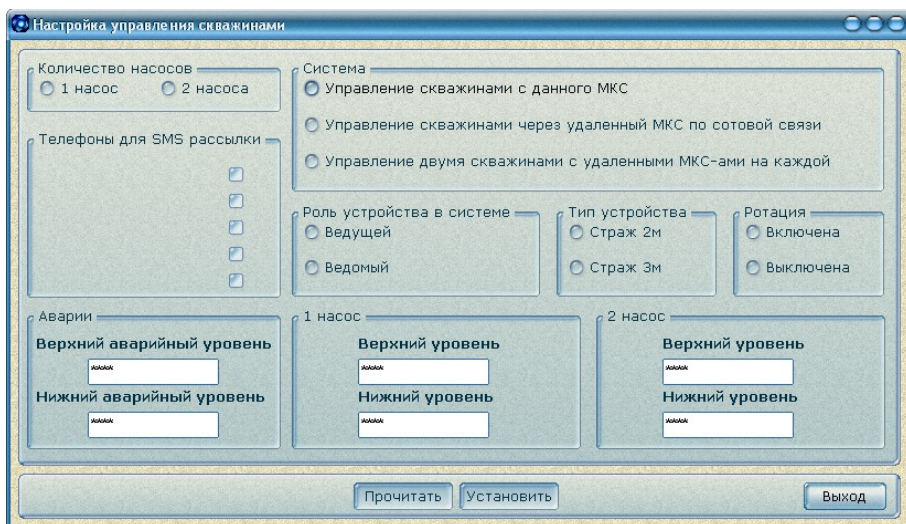 Настройка управления скважинами
Количество насосов
1 насос 2 насоса
Телефоны для SMS рассылки
Система
Управление скважинами с данного МКС
Управление скважинами через удаленный МКС по сотовой связи
Управление двумя скважинами с удаленными МКС-ами на каждой
Роль устройства в системе
Ведущей
Ведомый
Тип устройства
Страж 2м
Страж 3м
Ротация
Включена
Выключена
Аварии
Верхний аварийный уровень
****
Нижний аварийный уровень
****
1 насос
Верхний уровень
****
Нижний уровень
****
2 насос
Верхний уровень
****
Нижний уровень
****
Прочитать Установить Выход